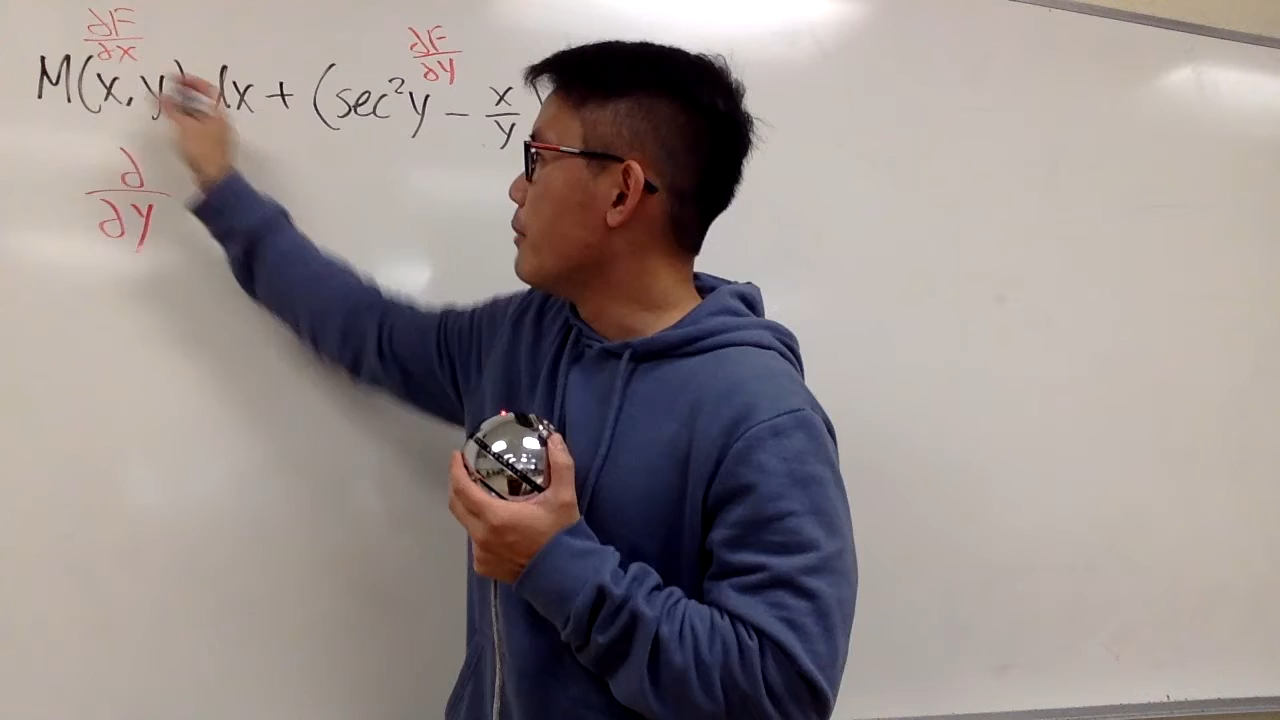 ∂F/∂x ∂F/∂y
M(x,y) dx + (sec²y − x/y
∂/∂y